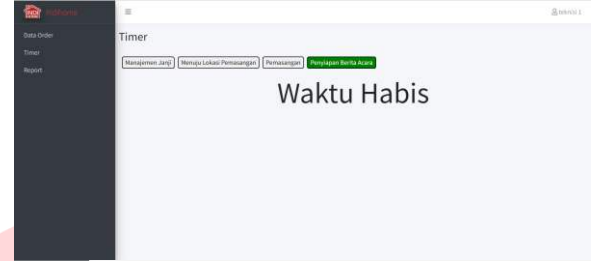 indihome
Data Order
Timer
Report
Timer
Manajemen Janji
Menuju Lokasi Pemasangan
Pemasangan
Penyiapan Berita Acara
Waktu Habis